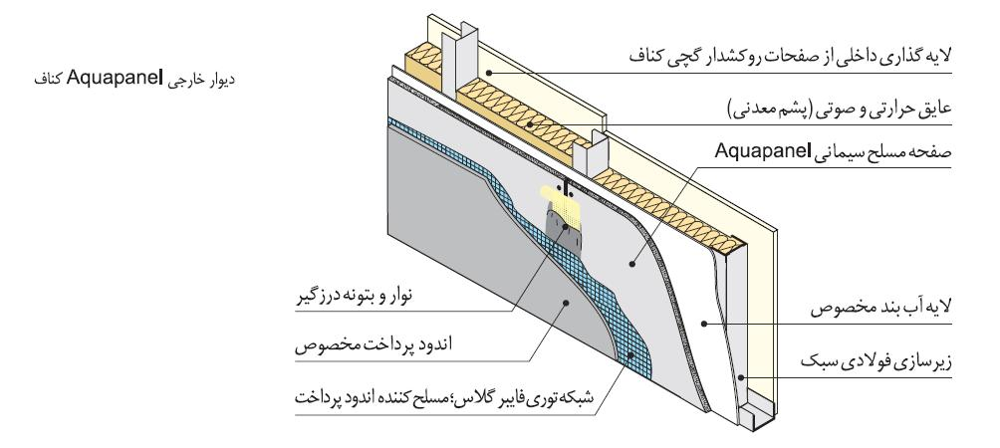 لایه گذاری داخلی از صفحات روکشدار گچی کناف
دیوار خارجی Aquapanel کناف
عایق حرارتی و صوتی (پشم معدنی)
صفحه مسلح سیمانی Aquapanel
نوار و بتونه درزگیر
لایه آب بند مخصوص
اندود پرداخت مخصوص
زیرسازی فولادی سبک
شبکه توری فایبر گلاس؛ مسلح کننده اندود پرداخت